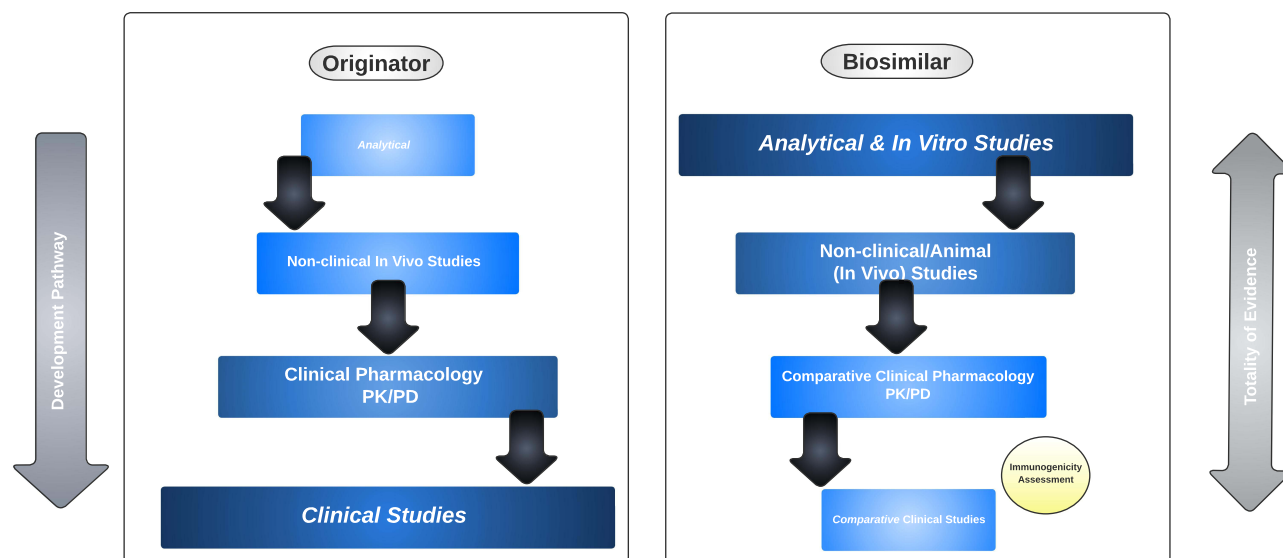 Originator
Analytical
Non-clinical In Vivo Studies
Clinical Pharmacology
PK/PD
Clinical Studies
Development Pathway
Biosimilar
Analytical & In Vitro Studies
Non-clinical/Animal
(In Vivo) Studies
Comparative Clinical Pharmacology
PK/PD
Immunogenicity
Assessment
Comparative Clinical Studies
Totality of Evidence